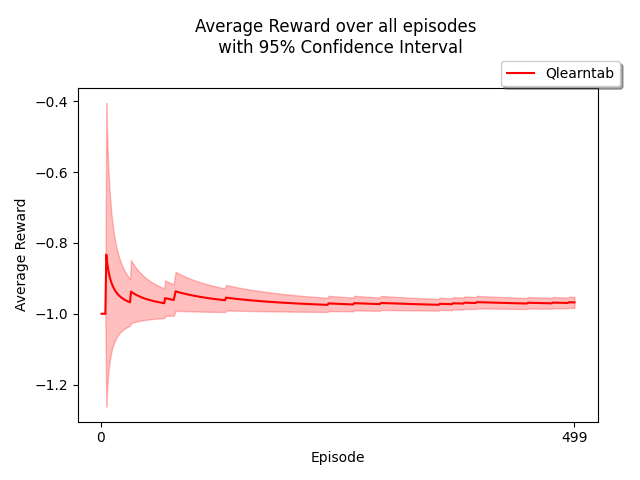 Average Reward over all episodes
with 95% Confidence Interval
Qlearntab
−0.4
−0.6
−0.8
−1.0
−1.2
Average Reward
0
499
Episode